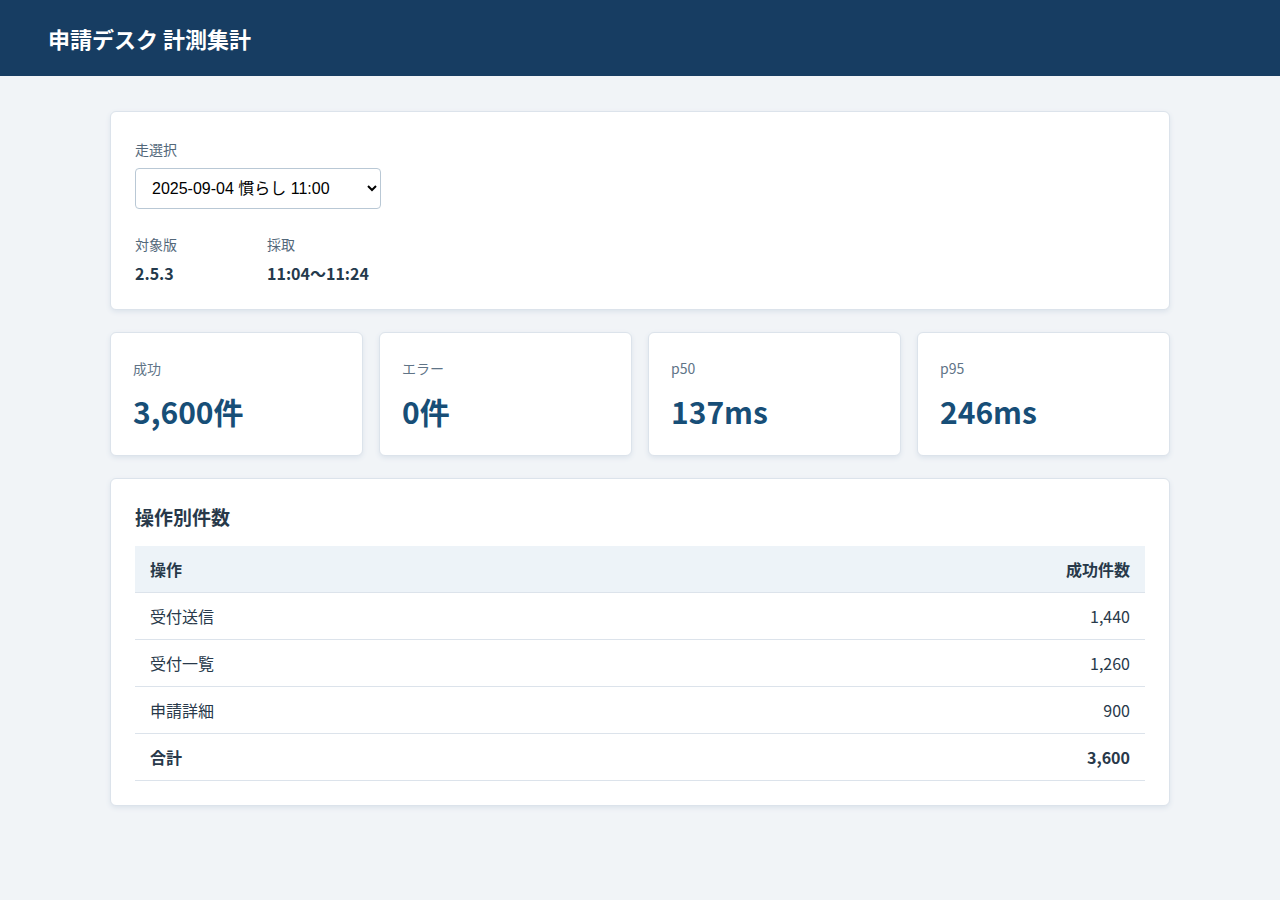 申請デスク 計測集計
走選択
2025-09-04 慣らし 11:00
対象版 採取
2.5.3 11:04〜11:24
成功 エラー p50 p95
3,600件 0件 137ms 246ms
操作別件数
操作 成功件数
受付送信 1,440
受付一覧 1,260
申請詳細 900
合計 3,600